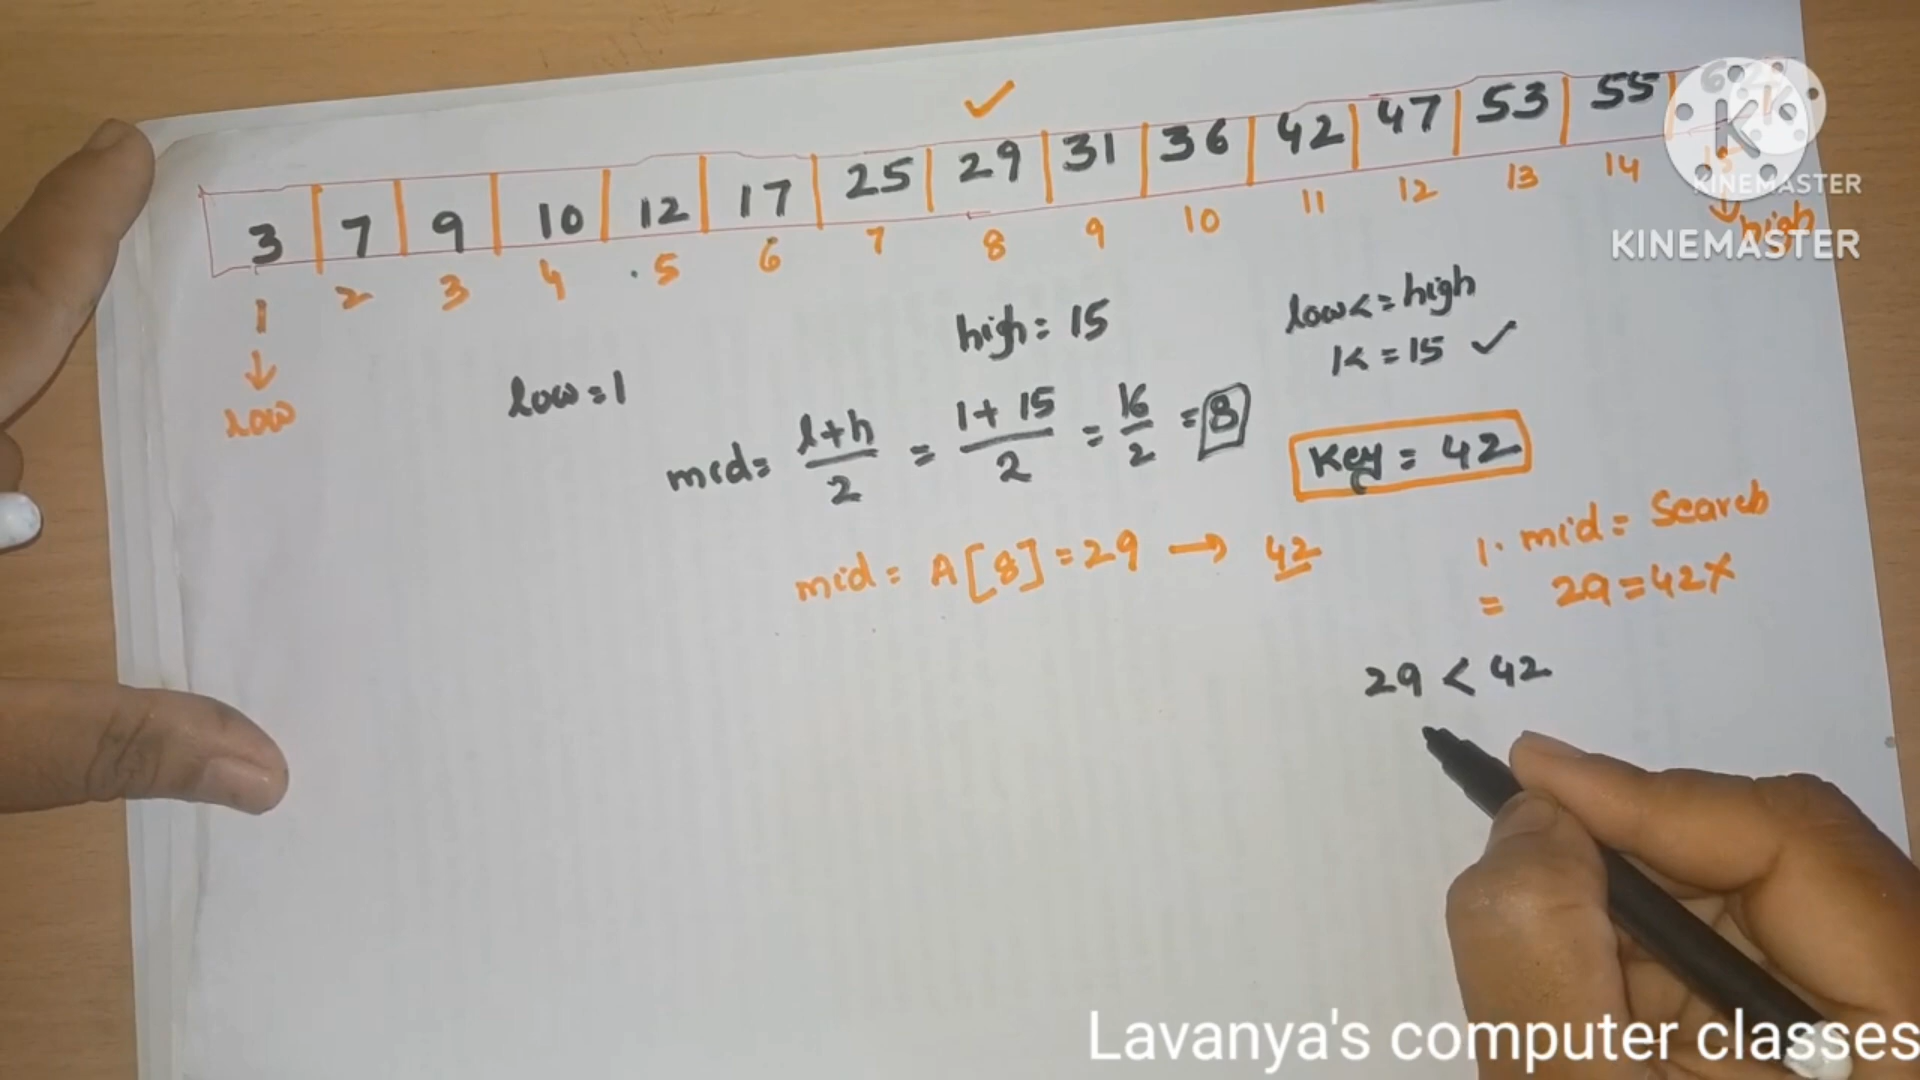 3 7 9 10 12 17 25 29 31 36 42 47 53 55
1 2 3 4 5 6 7 8 9 10 11 12 13 14 15
low
high
KINEMASTER
KINEMASTER
low=1
high=15
low<=high
1<=15 ✓
mid= l+h/2 = 1+15/2 = 16/2 = 8
Key=42
mid= A[8]=29 → 42
1. mid= Search
= 29=42X
29<42
Lavanya's computer classes